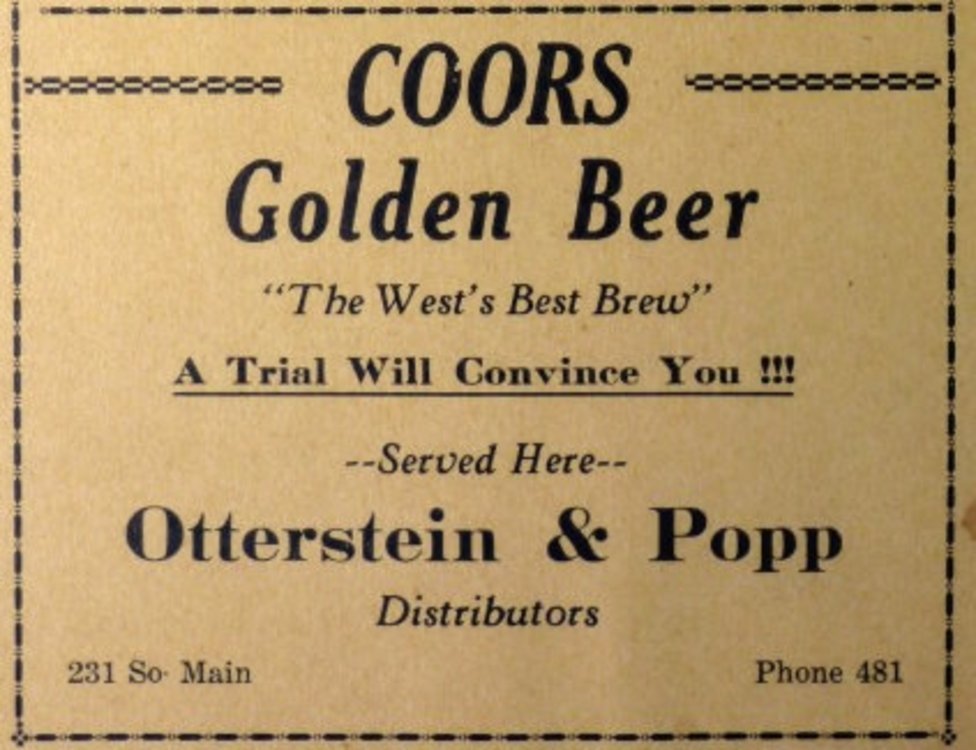 COORS
Golden Beer
"The West's Best Brew"
A Trial Will Convince You !!!
--Served Here--
Otterstein & Popp
Distributors
231 So. Main
Phone 481